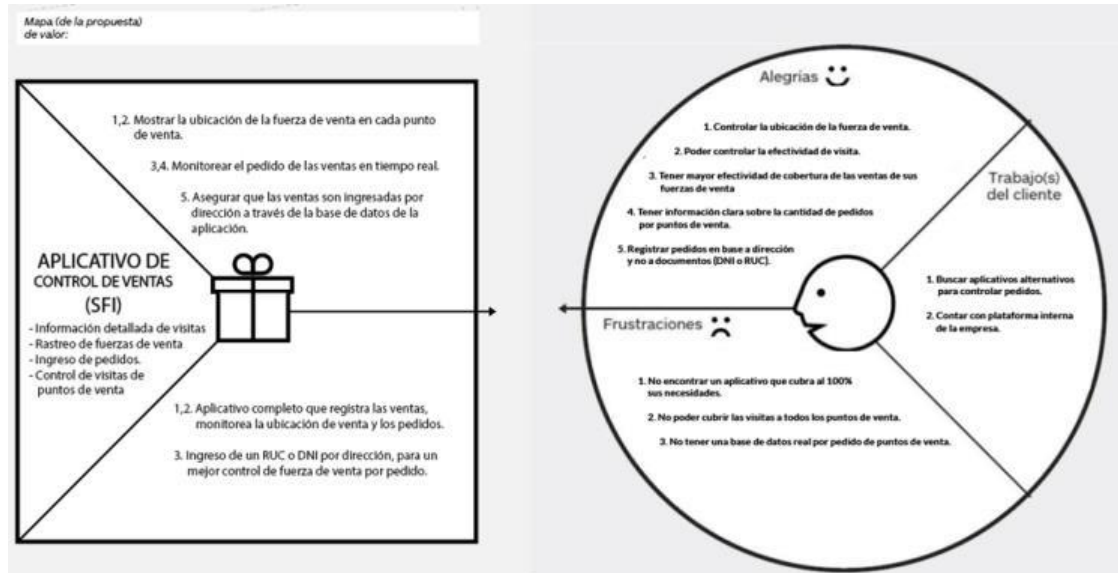 Mapa (de la propuesta)
de valor:
1,2. Mostrar la ubicación de la fuerza de venta en cada punto
de venta.
3,4. Monitorear el pedido de las ventas en tiempo real.
5. Asegurar que las ventas son ingresadas por
dirección a través de la base de datos de la
aplicación.
APLICATIVO DE
CONTROL DE VENTAS
(SFI)
- Información detallada de visitas
- Rastreo de fuerzas de venta
- Ingreso de pedidos.
- Control de visitas de
puntos de venta
1,2. Aplicativo completo que registra las ventas,
monitorea la ubicación de venta y los pedidos.
3. Ingreso de un RUC o DNI por dirección, para un
mejor control de fuerza de venta por pedido.
Alegrías
1. Controlar la ubicación de la fuerza de venta.
2. Poder controlar la efectividad de visita.
3. Tener mayor efectividad de cobertura de las ventas de sus
fuerzas de venta
4. Tener información clara sobre la cantidad de pedidos
por puntos de venta.
5. Registrar pedidos en base a dirección
y no a documentos (DNI o RUC).
Trabajo(s)
del cliente
1. Buscar aplicativos alternativos
para controlar pedidos.
2. Contar con plataforma interna
de la empresa.
Frustraciones
1. No encontrar un aplicativo que cubra al 100%
sus necesidades.
2. No poder cubrir las visitas a todos los puntos de venta.
3. No tener una base de datos real por pedido de puntos de venta.